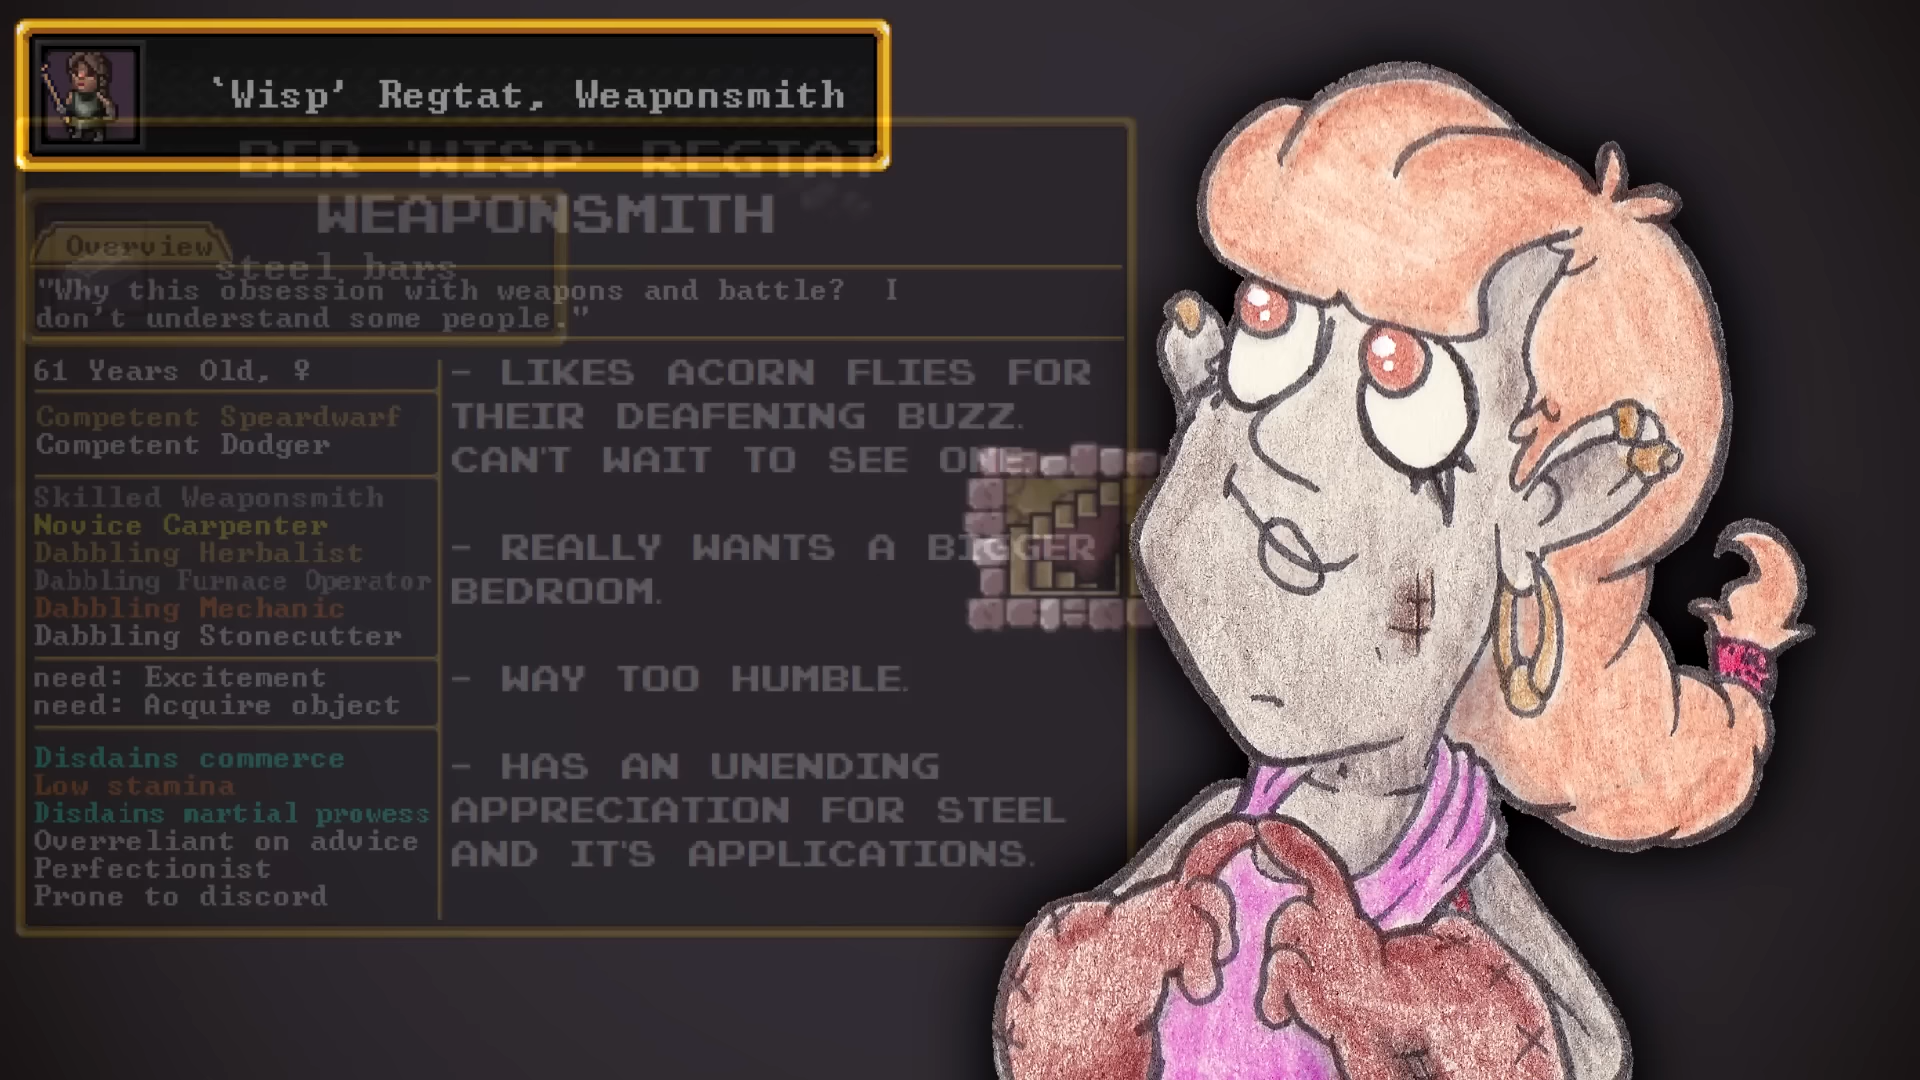 ‘Wisp’ Regtat, Weaponsmith
BER 'WISP' REGTAT
WEAPONSMITH
Overview
steel bars
"Why this obsession with weapons and battle? I
don't understand some people."
61 Years Old, ♀
Competent Speardwarf
Competent Dodger
Skilled Weaponsmith
Novice Carpenter
Dabbling Herbalist
Dabbling Furnace Operator
Dabbling Mechanic
Dabbling Stonecutter
need: Excitement
need: Acquire object
Disdains commerce
Low stamina
Disdains martial prowess
Overreliant on advice
Perfectionist
Prone to discord
- LIKES ACORN FLIES FOR
THEIR DEAFENING BUZZ.
CAN'T WAIT TO SEE ONE.
- REALLY WANTS A BIGGER
BEDROOM.
- WAY TOO HUMBLE.
- HAS AN UNENDING
APPRECIATION FOR STEEL
AND IT'S APPLICATIONS.